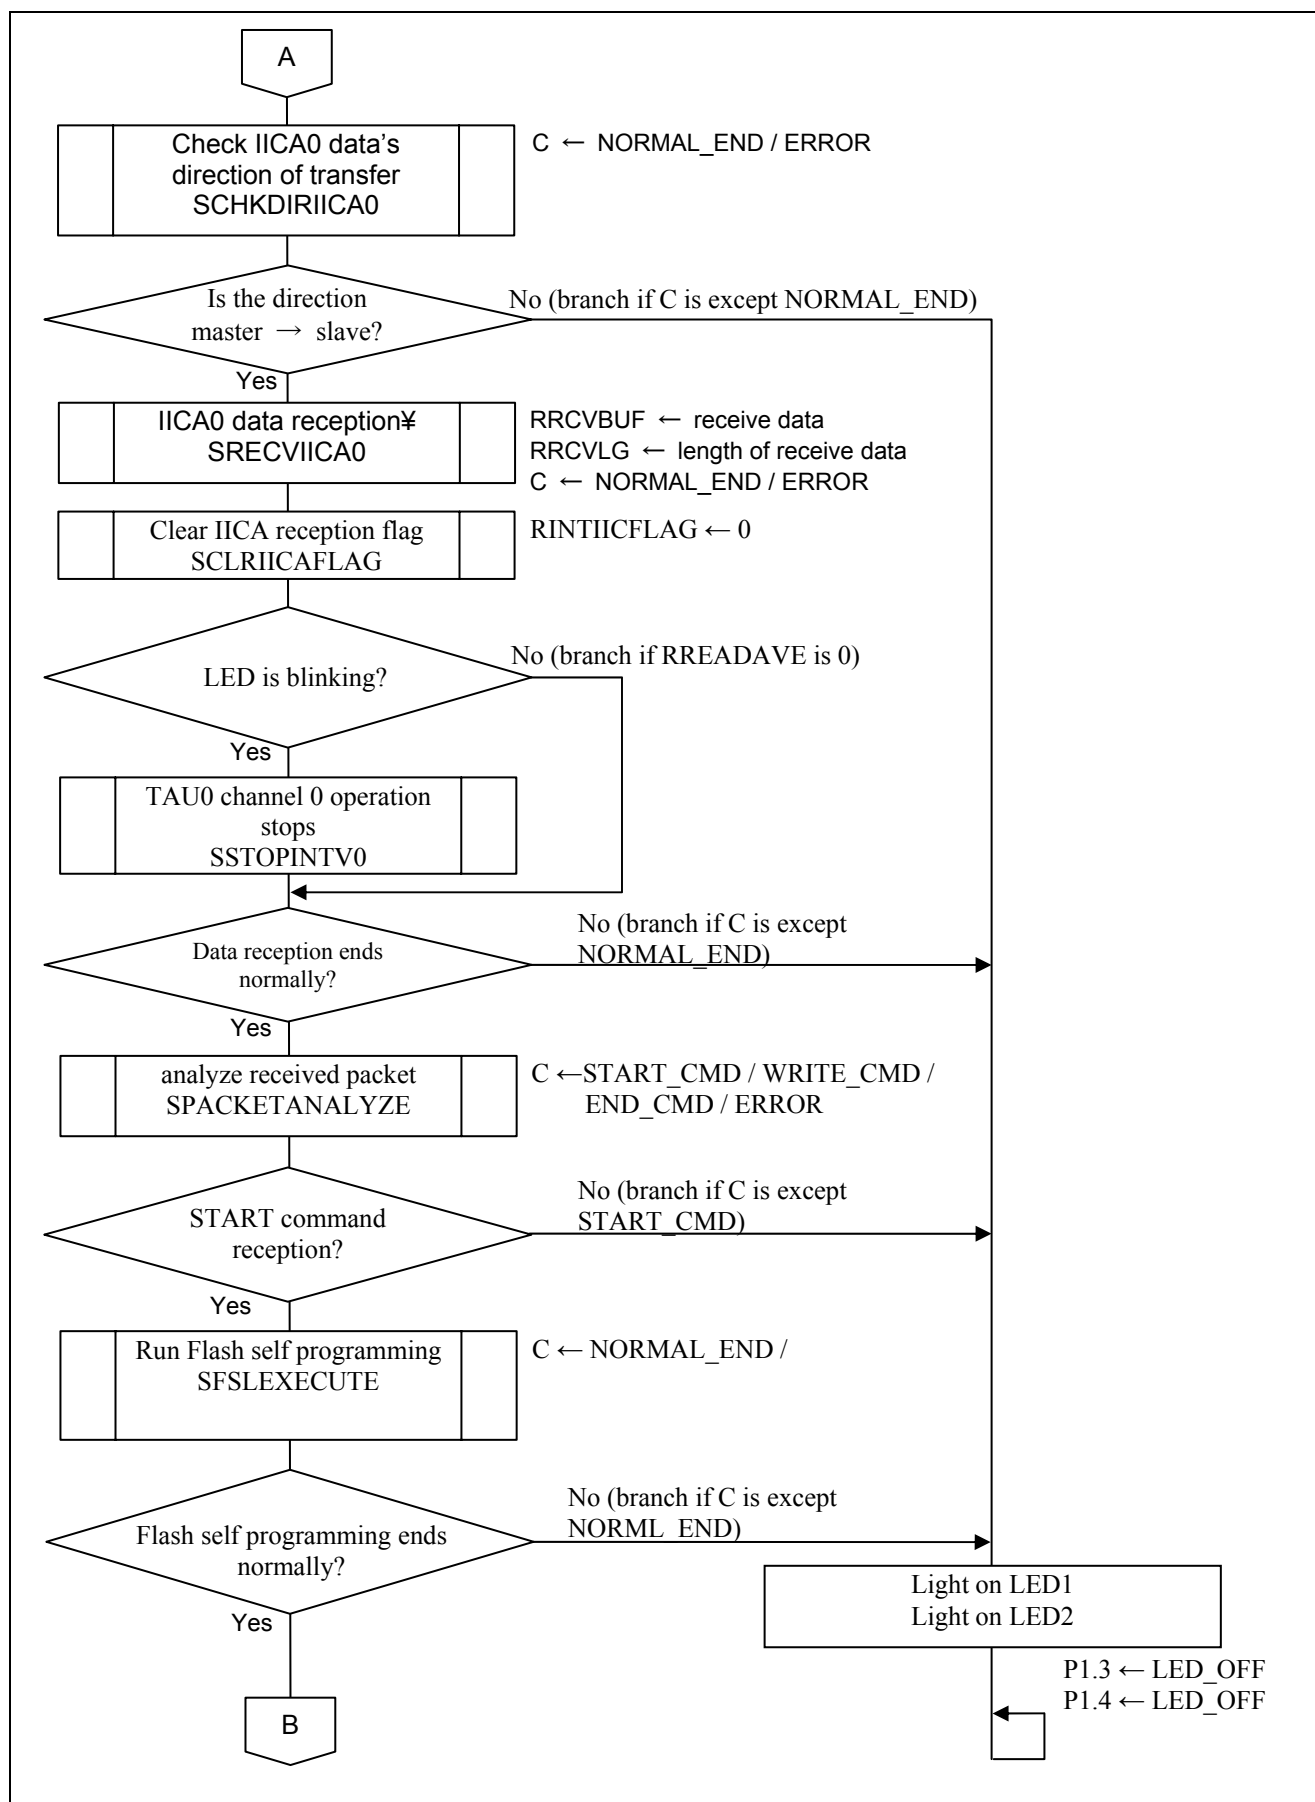 A
Check IICA0 data's
direction of transfer
SCHKDIRIICA0
C ← NORMAL_END / ERROR
Is the direction
master → slave?
No (branch if C is except NORMAL_END)
Yes
IICA0 data reception¥
SRECVIICA0
RRCVBUF ← receive data
RRCVLG ← length of receive data
C ← NORMAL_END / ERROR
Clear IICA reception flag
SCLRIICAFLAG
RINTIICFLAG ← 0
LED is blinking?
No (branch if RREADAVE is 0)
Yes
TAU0 channel 0 operation
stops
SSTOPINTV0
Data reception ends
normally?
No (branch if C is except
NORMAL_END)
Yes
analyze received packet
SPACKETANALYZE
C ←START_CMD / WRITE_CMD /
END_CMD / ERROR
START command
reception?
No (branch if C is except
START_CMD)
Yes
Run Flash self programming
SFSLEXECUTE
C ← NORMAL_END /
Flash self programming ends
normally?
No (branch if C is except
NORML_END)
Yes
Light on LED1
Light on LED2
P1.3 ← LED_OFF
P1.4 ← LED_OFF
B